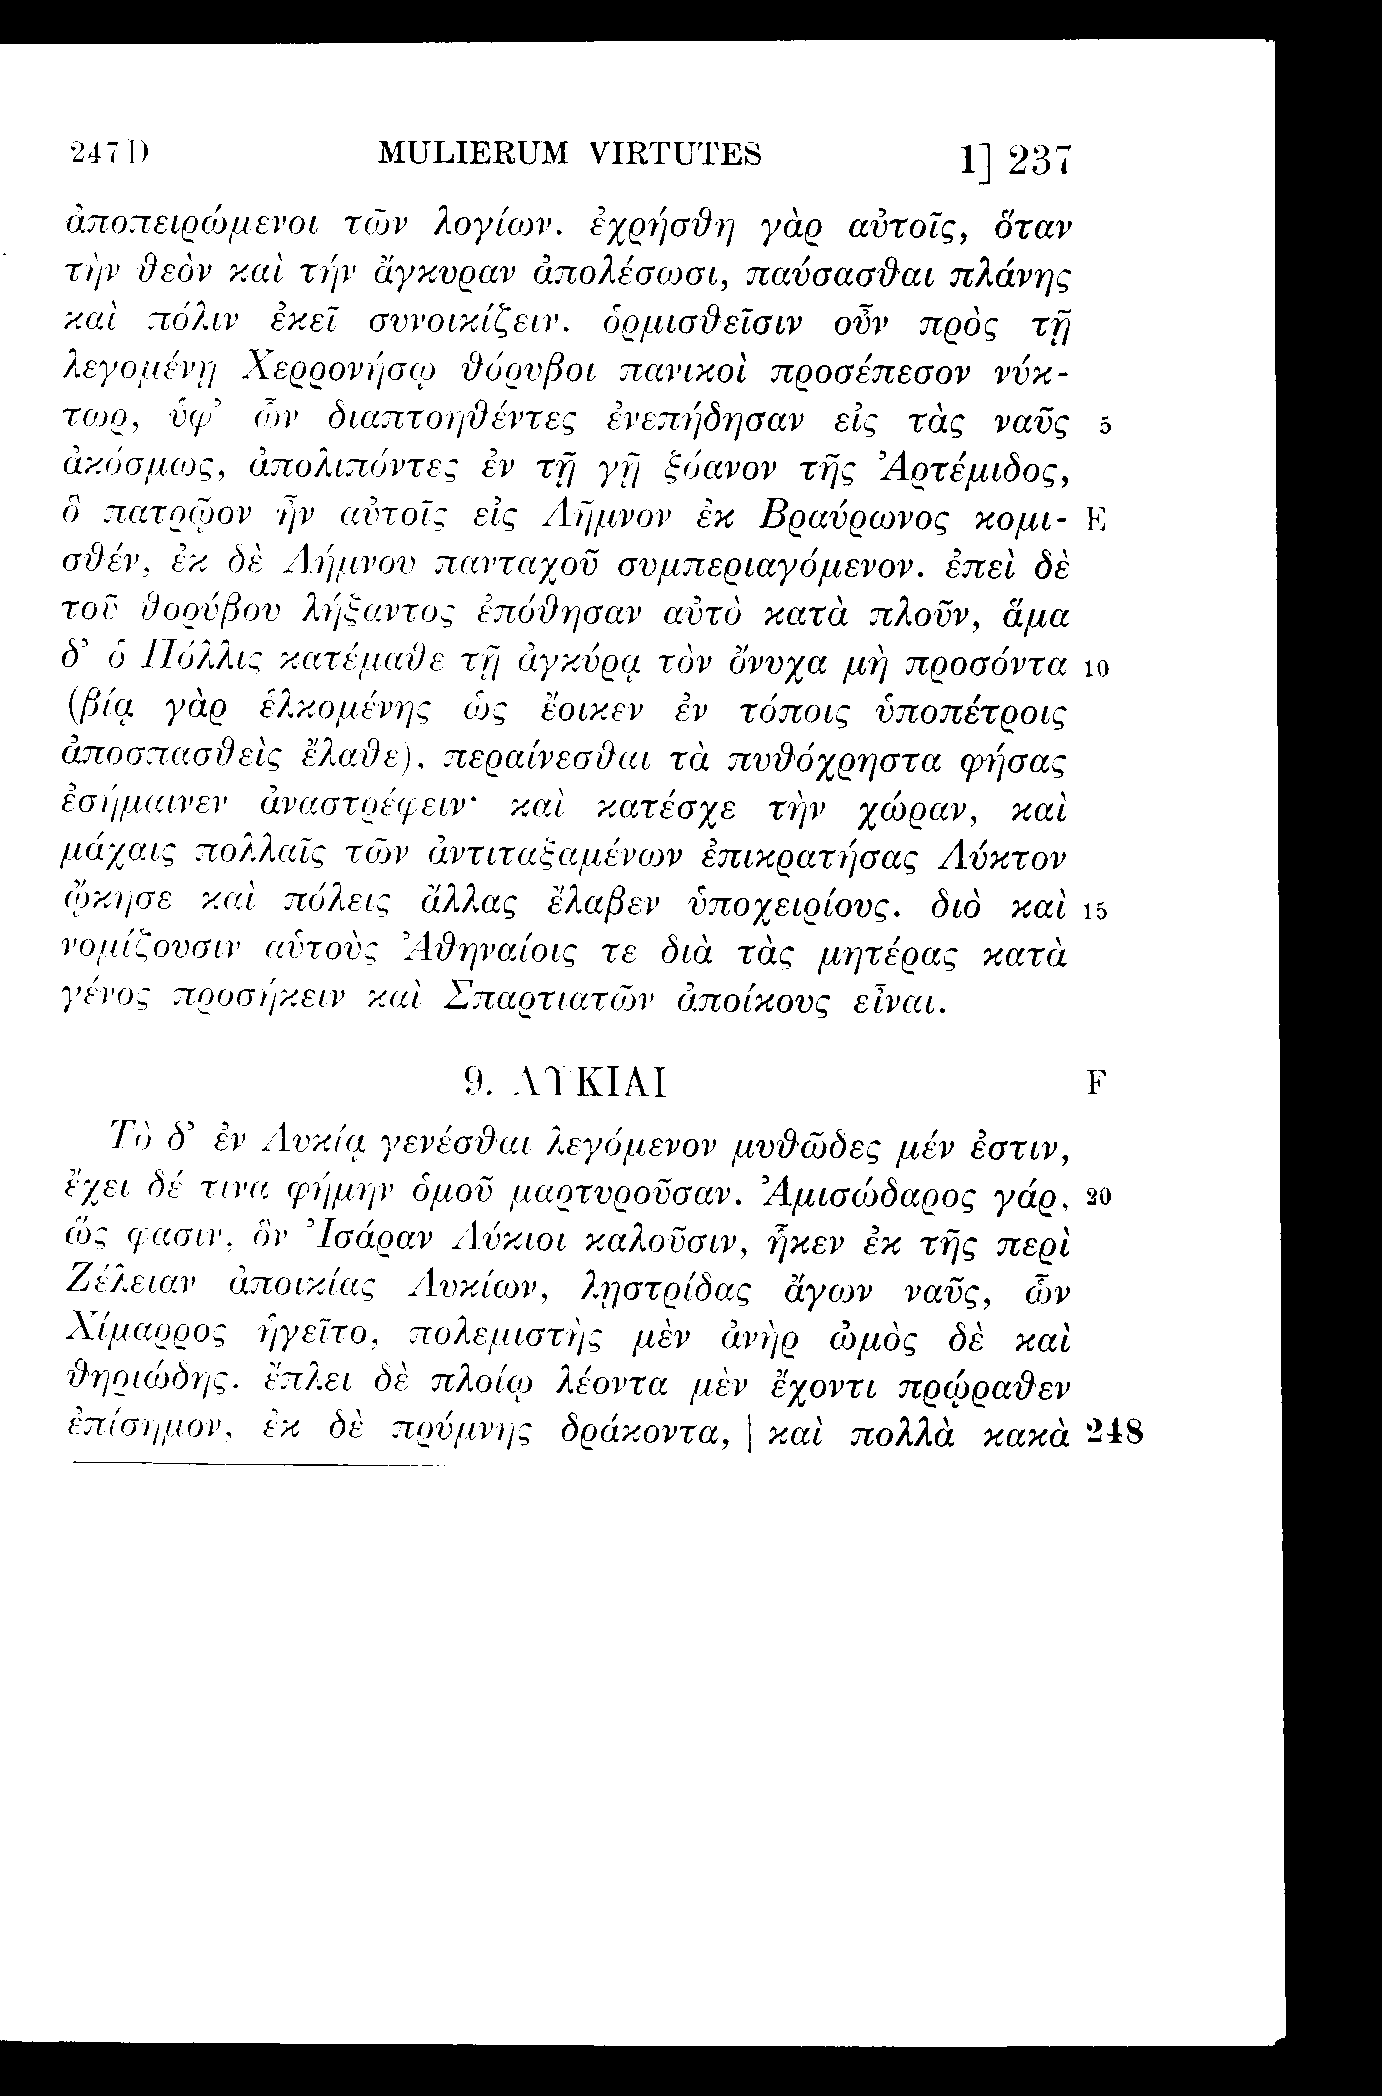 247 D MULIERUM VIRTUTES 1] 237
ἀποπειρώμενοι τῶν λογίων. ἐχρήσθη γὰρ αὐτοῖς, ὅταν
τὴν θεὸν καὶ τὴν ἄγκυραν ἀπολέσωσι, παύσασθαι πλάνης
καὶ πόλιν ἐκεῖ συνοικίζειν. ὁρμισθεῖσιν οὖν πρὸς τῇ
λεγομένῃ Χερρονήσῳ θόρυβοι πανικοὶ προσέπεσον νύκ-
τωρ, ὑφ’ ὧν διαπτοηθέντες ἐνεπήδησαν εἰς τὰς ναῦς 5
ἀκόσμως, ἀπολιπόντες ἐν τῇ γῇ ξόανον τῆς Ἀρτέμιδος,
ὃ πατρῷον ἦν αὐτοῖς εἰς Λῆμνον ἐκ Βραύρωνος κομι- E
σθέν, ἐκ δὲ Λήμνου πανταχοῦ συμπεριαγόμενον. ἐπεὶ δὲ
τοῦ θορύβου λήξαντος ἐπόθησαν αὐτὸ κατὰ πλοῦν, ἅμα
δ’ ὁ Πόλλις κατέμαθε τῇ ἀγκύρᾳ τὸν ὄνυχα μὴ προσόντα 10
(βίᾳ γὰρ ἑλκομένης ὡς ἔοικεν ἐν τόποις ὑποπέτροις
ἀποσπασθεὶς ἔλαθε), περαίνεσθαι τὰ πυθόχρηστα φήσας
ἐσήμαινεν ἀναστρέφειν· καὶ κατέσχε τὴν χώραν, καὶ
μάχαις πολλαῖς τῶν ἀντιταξαμένων ἐπικρατήσας Λύκτον
ᾤκησε καὶ πόλεις ἄλλας ἔλαβεν ὑποχειρίους. διὸ καὶ 15
νομίζουσιν αὑτοὺς Ἀθηναίοις τε διὰ τὰς μητέρας κατὰ
γένος προσήκειν καὶ Σπαρτιατῶν ἀποίκους εἶναι.
9. ΛΥΚΙΑΙ F
Τὸ δ’ ἐν Λυκίᾳ γενέσθαι λεγόμενον μυθῶδες μέν ἐστιν,
ἔχει δέ τινα φήμην ὁμοῦ μαρτυροῦσαν. Ἀμισώδαρος γάρ, 20
ὥς φασιν, ὃν Ἰσάραν Λύκιοι καλοῦσιν, ἧκεν ἐκ τῆς περὶ
Ζέλειαν ἀποικίας Λυκίων, λῃστρίδας ἄγων ναῦς, ὧν
Χίμαρρος ἡγεῖτο, πολεμιστὴς μὲν ἀνὴρ ὠμὸς δὲ καὶ
θηριώδης. ἔπλει δὲ πλοίῳ λέοντα μὲν ἔχοντι πρῴραθεν
ἐπίσημον, ἐκ δὲ πρύμνης δράκοντα, | καὶ πολλὰ κακὰ 248